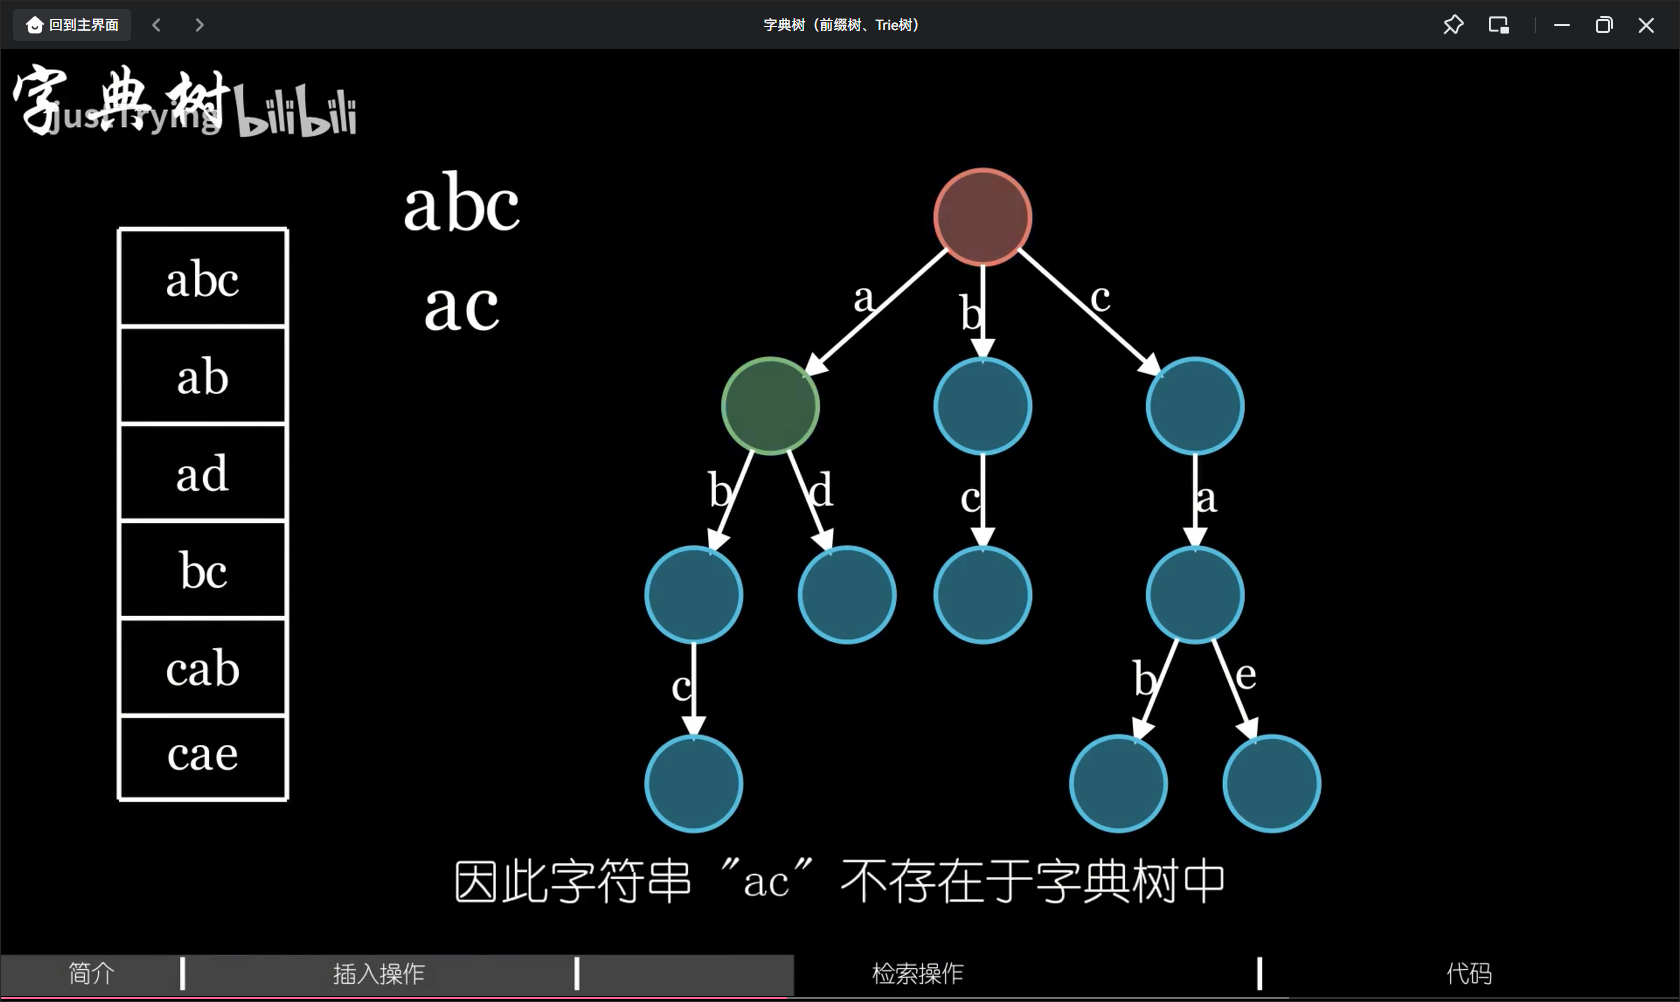 回到主界面
字典树（前缀树、Trie树）
字典树
justTrying
bilibili
abc
ac
abc
ab
ad
bc
cab
cae
a
b
c
b
d
c
a
c
b
e
因此字符串 "ac" 不存在于字典树中
简介
插入操作
检索操作
代码